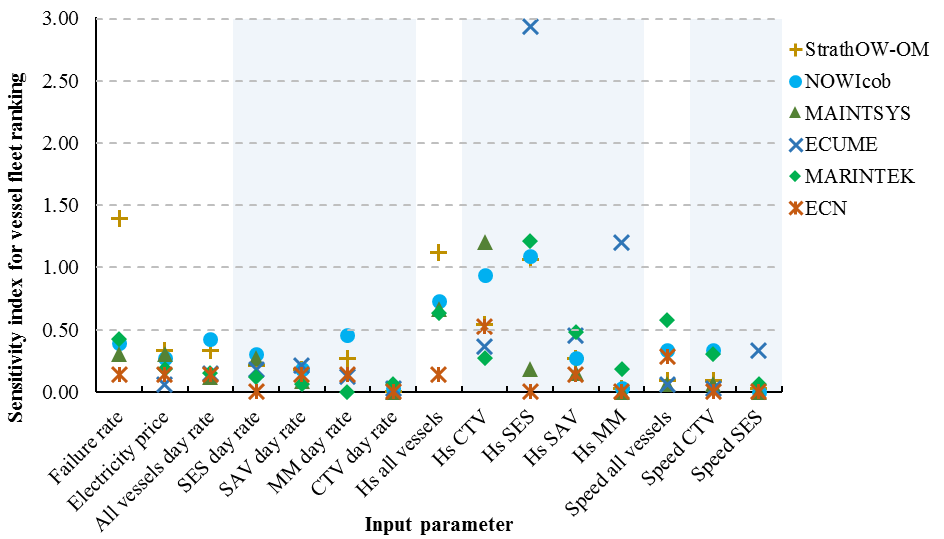 Sensitivity index for vessel fleet ranking
3.00
2.50
2.00
1.50
1.00
0.50
0.00
Failure rate
Electricity price
All vessels day rate
SES day rate
SAV day rate
MM day rate
CTV day rate
Hs all vessels
Hs CTV
Hs SES
Hs SAV
Hs MM
Speed all vessels
Speed CTV
Speed SES
Input parameter
StrathOW-OM
NOWIcob
MAINTSYS
ECUME
MARINTEK
ECN